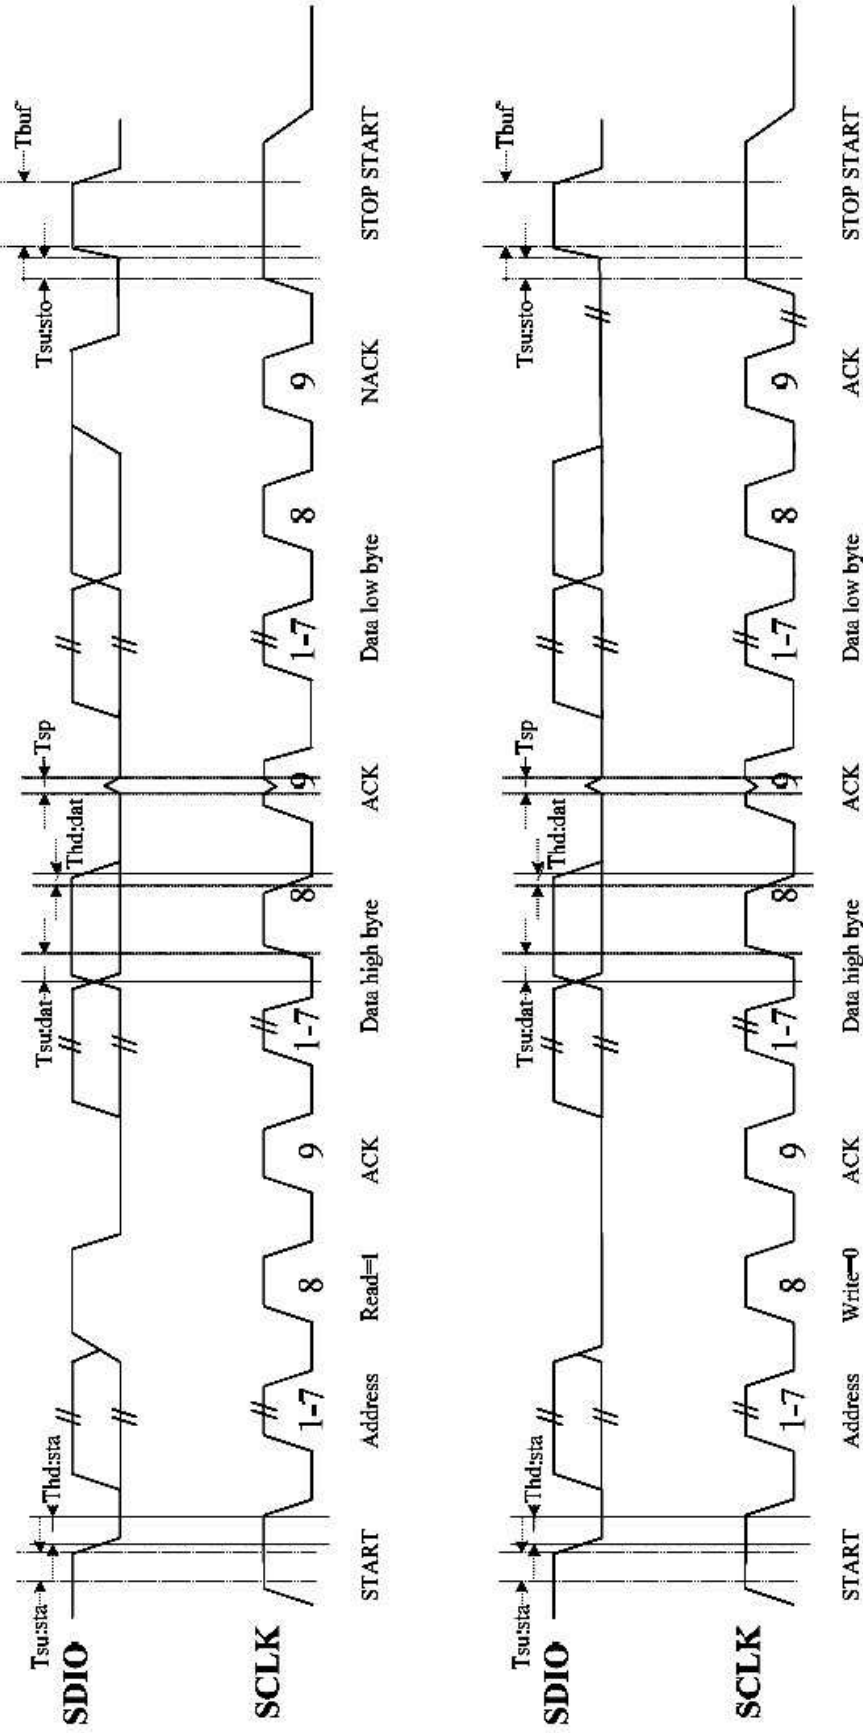 Tsu:sta Thd:sta Tsu:dat Thd:dat Tsp Tsu:sto Tbuf
SDIO
SCLK
1-7 8 9 1-7 8 9 1-7 8 9
START Address Read=1 ACK Data high byte ACK Data low byte NACK STOP START
Tsu:sta Thd:sta Tsu:dat Thd:dat Tsp Tsu:sto Tbuf
SDIO
SCLK
1-7 8 9 1-7 8 9 1-7 8 9
START Address Write=0 ACK Data high byte ACK Data low byte ACK STOP START